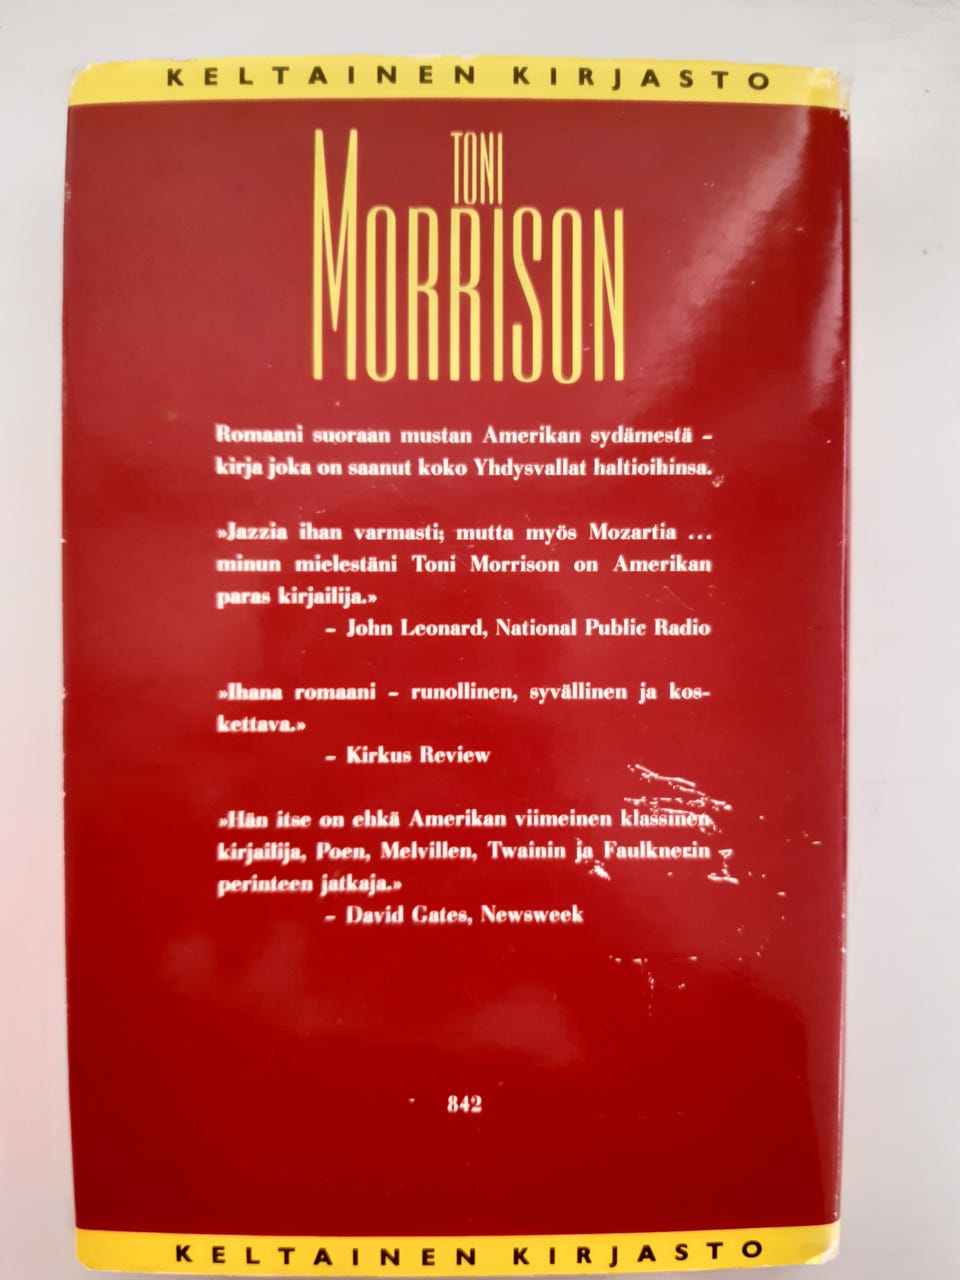 KELTAINEN KIRJASTO
TONI
MORRISON
Romaani suoraan mustan Amerikan sydämestä –
kirja joka on saanut koko Yhdysvallat haltioihinsa.
»Jazzia ihan varmasti; mutta myös Mozartia ...
minun mielestäni Toni Morrison on Amerikan
paras kirjailija.»
– John Leonard, National Public Radio
»Ihana romaani – runollinen, syvällinen ja kos-
kettava.»
– Kirkus Review
»Hän itse on ehkä Amerikan viimeinen klassinen
kirjailija, Poen, Melvillen, Twainin ja Faulknerin
perinteen jatkaja.»
– David Gates, Newsweek
842
KELTAINEN KIRJASTO